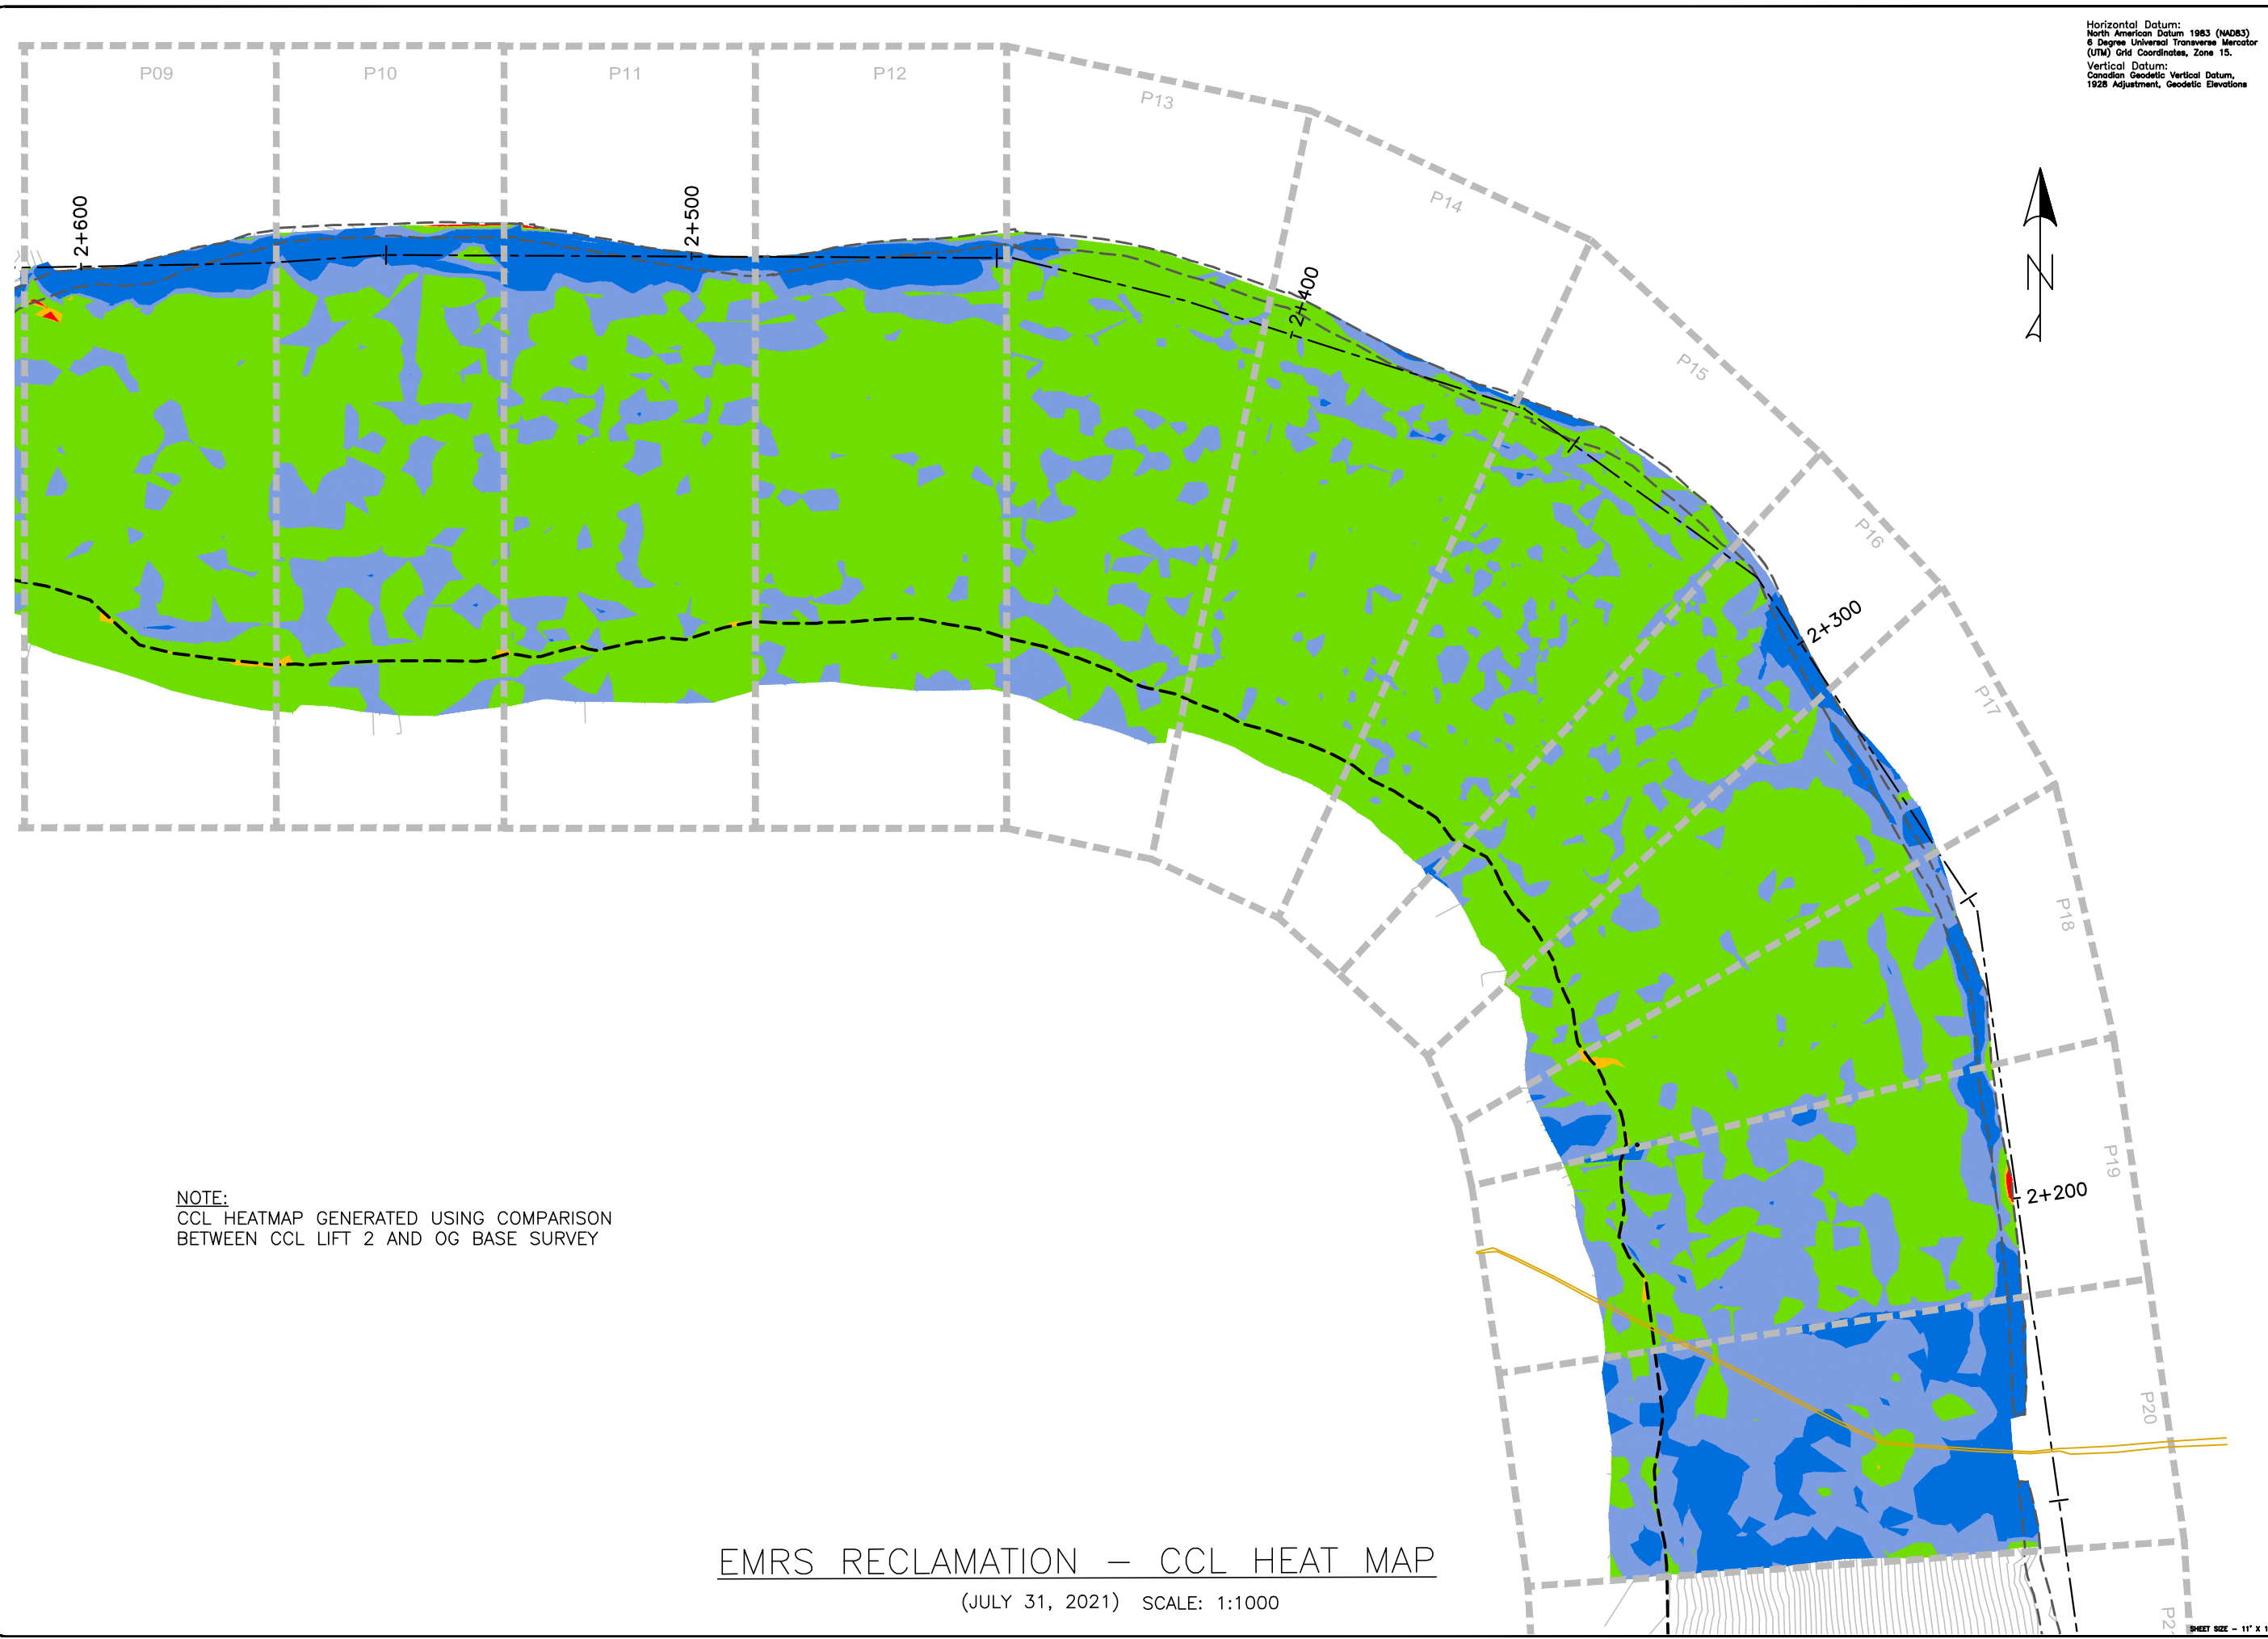 Horizontal Datum:
North American Datum 1983 (NAD83)
6 Degree Universal Transverse Mercator
(UTM) Grid Coordinates, Zone 15.
Vertical Datum:
Canadian Geodetic Vertical Datum,
1928 Adjustment, Geodetic Elevations
P09
P10
P11
P12
P13
P14
P15
P16
P17
P18
P19
P20
2+600
2+500
2+400
2+300
2+200
N
NOTE:
CCL HEATMAP GENERATED USING COMPARISON
BETWEEN CCL LIFT 2 AND OG BASE SURVEY
EMRS RECLAMATION – CCL HEAT MAP
(JULY 31, 2021) SCALE: 1:1000
SHEET SIZE – 11" X